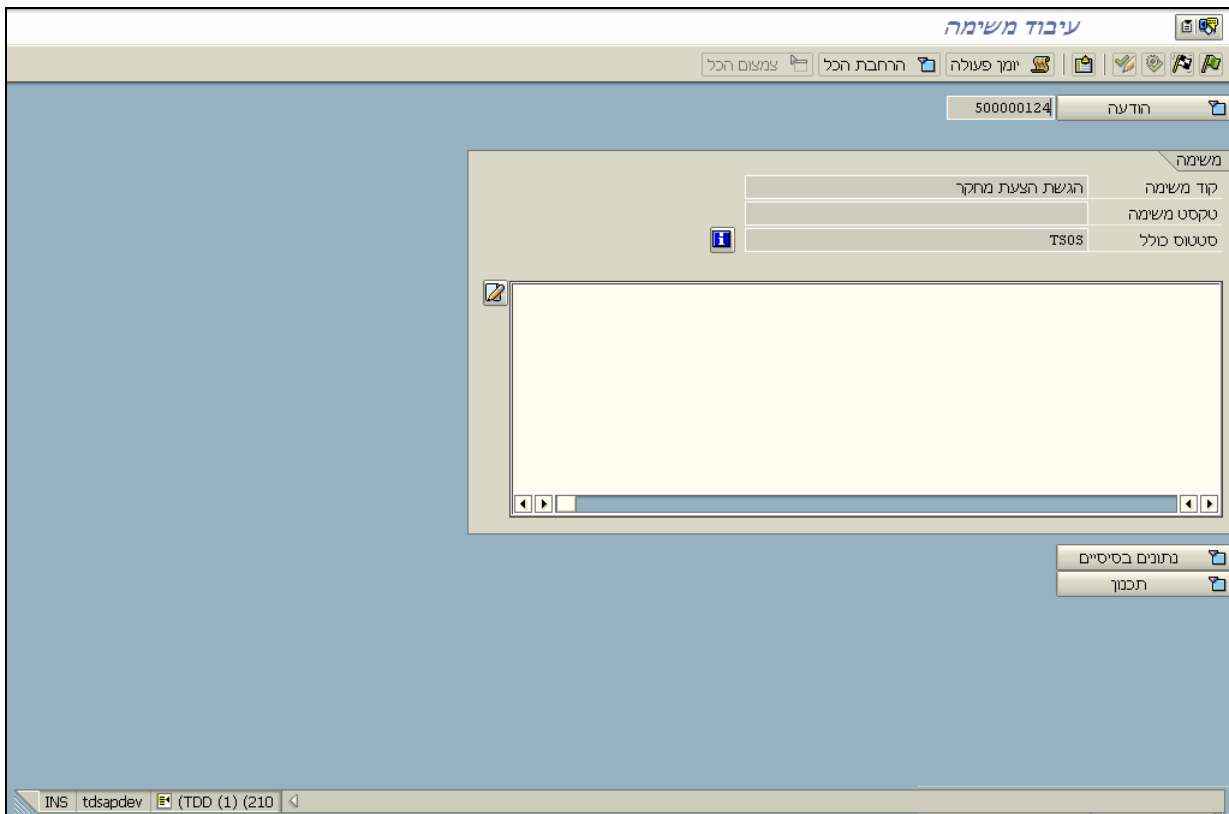 עיבוד משימה
יומן פעולה הרחבת הכל צמצום הכל
הודעה 500000124
משימה
קוד משימה הגשת הצעת מחקר
טקסט משימה
סטטוס כולל TSOS
נתונים בסיסיים
תכנון
INS tdsapdev (TDD (1) (210